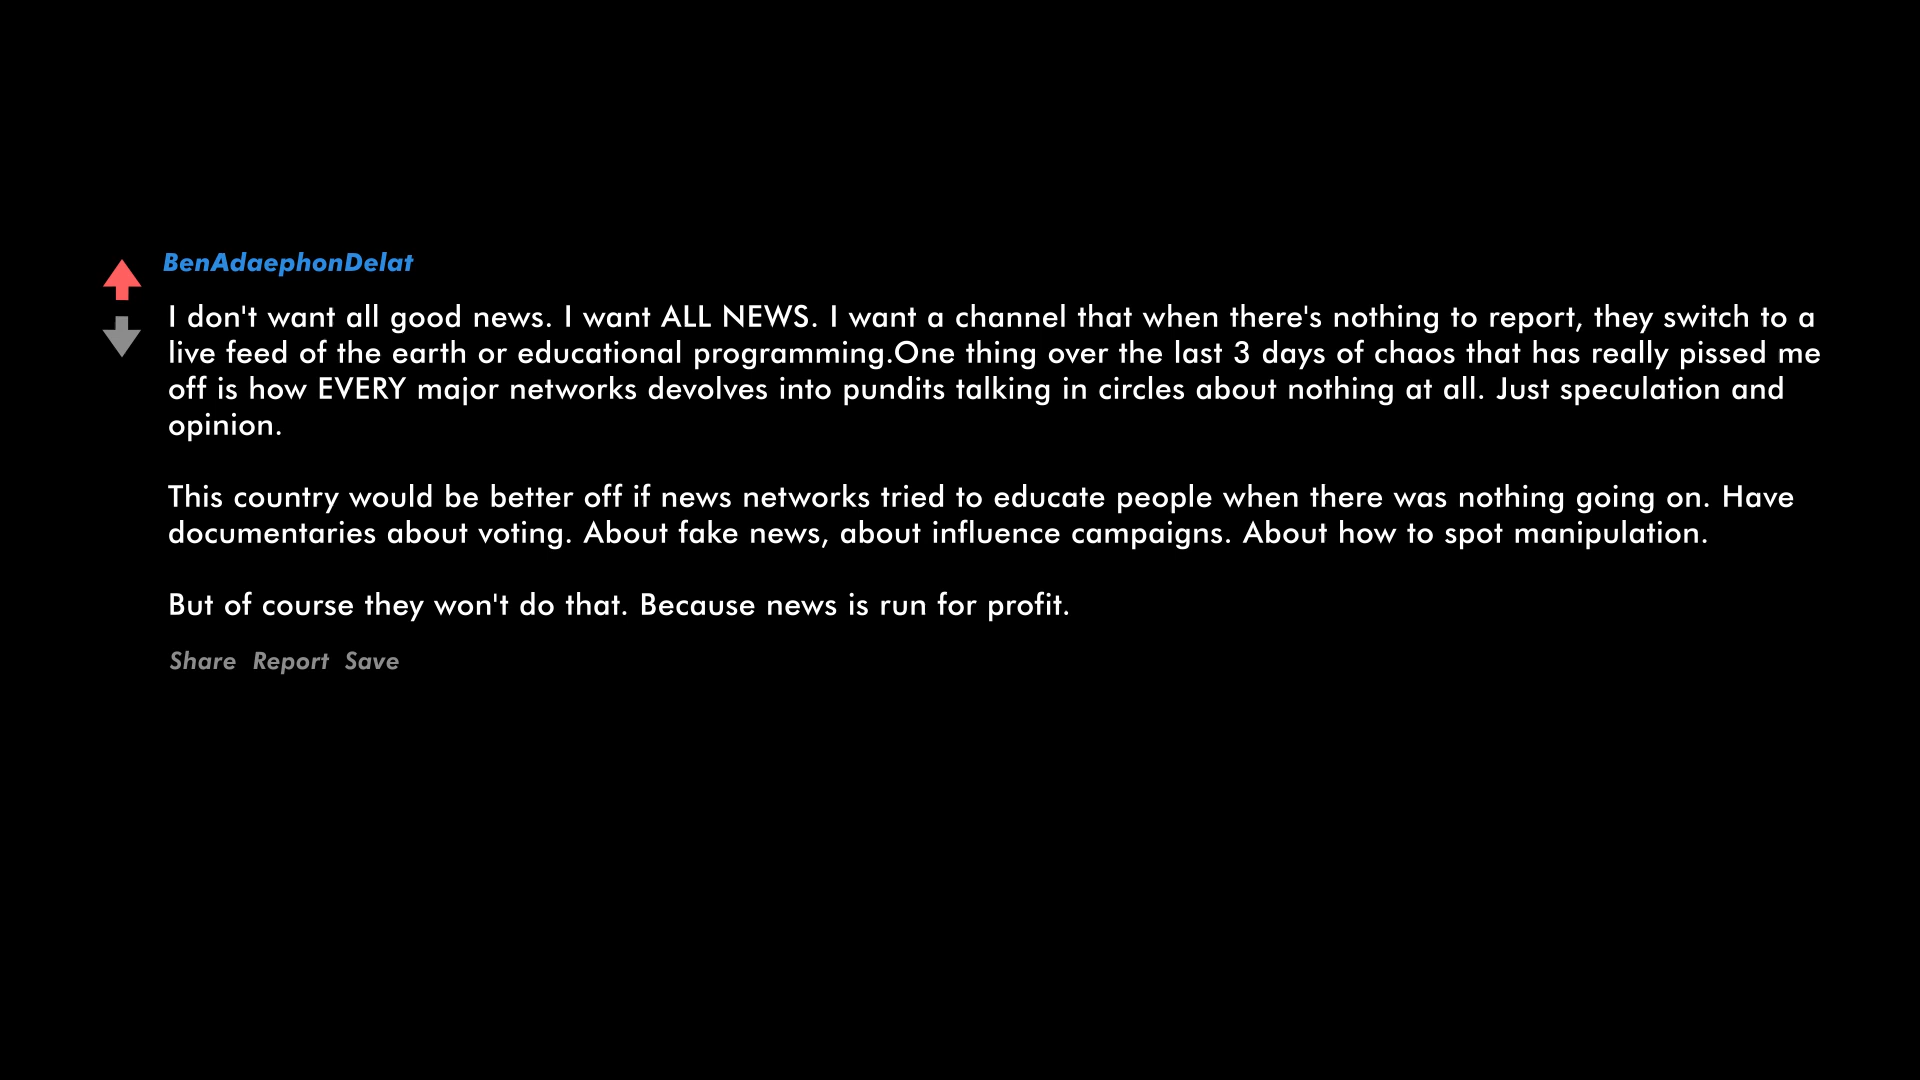 BenAdaephonDelat
I don't want all good news. I want ALL NEWS. I want a channel that when there's nothing to report, they switch to a
live feed of the earth or educational programming.One thing over the last 3 days of chaos that has really pissed me
off is how EVERY major networks devolves into pundits talking in circles about nothing at all. Just speculation and
opinion.
This country would be better off if news networks tried to educate people when there was nothing going on. Have
documentaries about voting. About fake news, about influence campaigns. About how to spot manipulation.
But of course they won't do that. Because news is run for profit.
Share Report Save